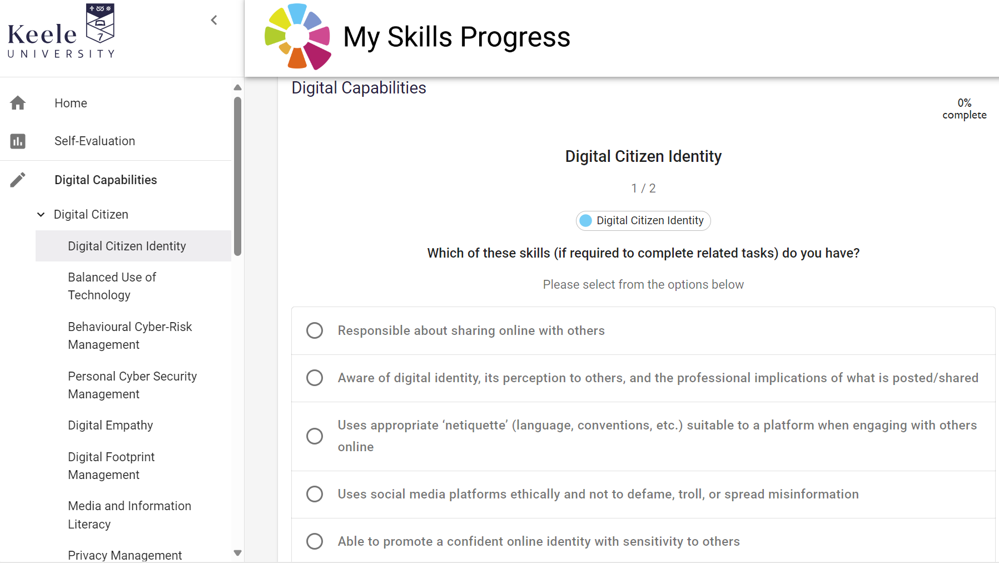 Keele
UNIVERSITY
My Skills Progress
Home
Self-Evaluation
Digital Capabilities
Digital Citizen
Digital Citizen Identity
Balanced Use of
Technology
Behavioural Cyber-Risk
Management
Personal Cyber Security
Management
Digital Empathy
Digital Footprint
Management
Media and Information
Literacy
Privacy Management
Digital Capabilities
0%
complete
Digital Citizen Identity
1 / 2
Digital Citizen Identity
Which of these skills (if required to complete related tasks) do you have?
Please select from the options below
Responsible about sharing online with others
Aware of digital identity, its perception to others, and the professional implications of what is posted/shared
Uses appropriate ‘netiquette’ (language, conventions, etc.) suitable to a platform when engaging with others
online
Uses social media platforms ethically and not to defame, troll, or spread misinformation
Able to promote a confident online identity with sensitivity to others